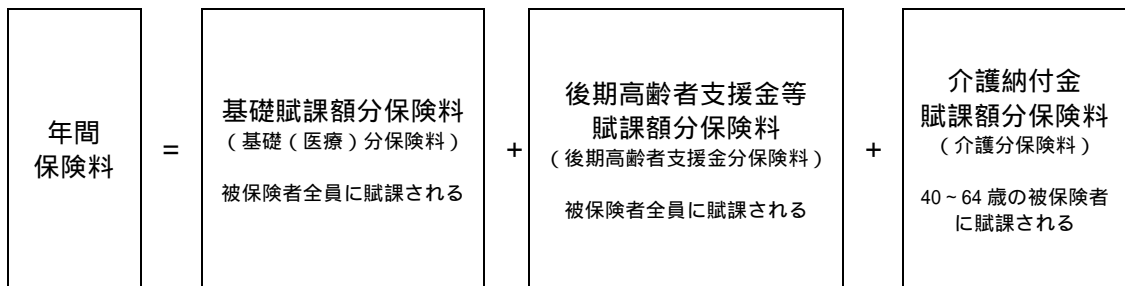 年間
保険料
=
基礎賦課額分保険料
（基礎（医療）分保険料）
被保険者全員に賦課される
+
後期高齢者支援金等
賦課額分保険料
（後期高齢者支援金分保険料）
被保険者全員に賦課される
+
介護納付金
賦課額分保険料
（介護分保険料）
40～64歳の被保険者
に賦課される